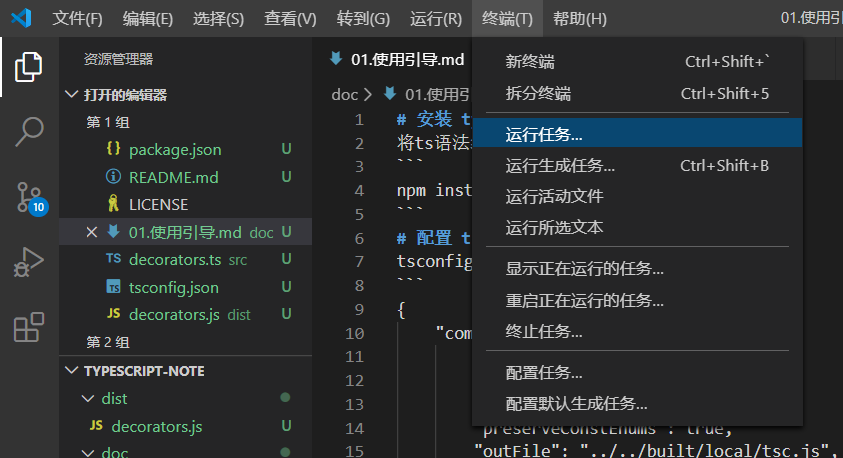 文件(F) 编辑(E) 选择(S) 查看(V) 转到(G) 运行(R) 终端(T) 帮助(H) 01.使用引
资源管理器
打开的编辑器
第 1 组
{} package.json U
README.md U
LICENSE
01.使用引导.md doc U
TS decorators.ts src U
TS tsconfig.json U
JS decorators.js dist U
第 2 组
10
TYPESCRIPT-NOTE
dist
JS decorators.js U
doc
01.使用引导.md
doc > 01.使用引
1 # 安装 t
2 将ts语法
3 ```
4 npm inst
5 ```
6 # 配置 t
7 tsconfig
8 ```
9 {
10 "com
11
12
13
14 "preserveConstEnums": true,
15 "outFile": "../../built/local/tsc.js",
新终端 Ctrl+Shift+`
拆分终端 Ctrl+Shift+5
运行任务...
运行生成任务... Ctrl+Shift+B
运行活动文件
运行所选文本
显示正在运行的任务...
重启正在运行的任务...
终止任务...
配置任务...
配置默认生成任务...